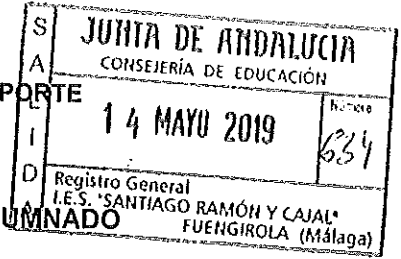 JUNTA DE ANDALUCIA
CONSEJERÍA DE EDUCACIÓN
SALIDA
PORTE
14 MAYO 2019
Número
634
Registro General
I.E.S. "SANTIAGO RAMÓN Y CAJAL"
UMNADO
FUENGIROLA (Málaga)